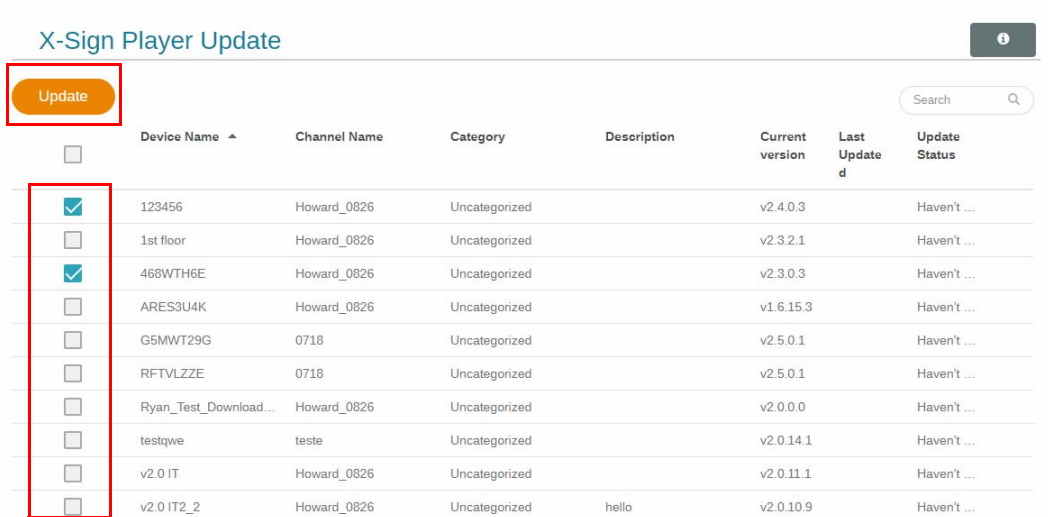 X-Sign Player Update
Update
Search
Device Name Channel Name Category Description Current version Last Update d Update Status
123456 Howard_0826 Uncategorized v2.4.0.3 Haven't ...
1st floor Howard_0826 Uncategorized v2.3.2.1 Haven't ...
468WTH6E Howard_0826 Uncategorized v2.3.0.3 Haven't ...
ARES3U4K Howard_0826 Uncategorized v1.6.15.3 Haven't ...
G5MWT29G 0718 Uncategorized v2.5.0.1 Haven't ...
RFTVLZZE 0718 Uncategorized v2.5.0.1 Haven't ...
Ryan_Test_Download... Howard_0826 Uncategorized v2.0.0.0 Haven't ...
testqwe teste Uncategorized v2.0.14.1 Haven't ...
v2.0 IT Howard_0826 Uncategorized v2.0.11.1 Haven't ...
v2.0 IT2_2 Howard_0826 Uncategorized hello v2.0.10.9 Haven't ...